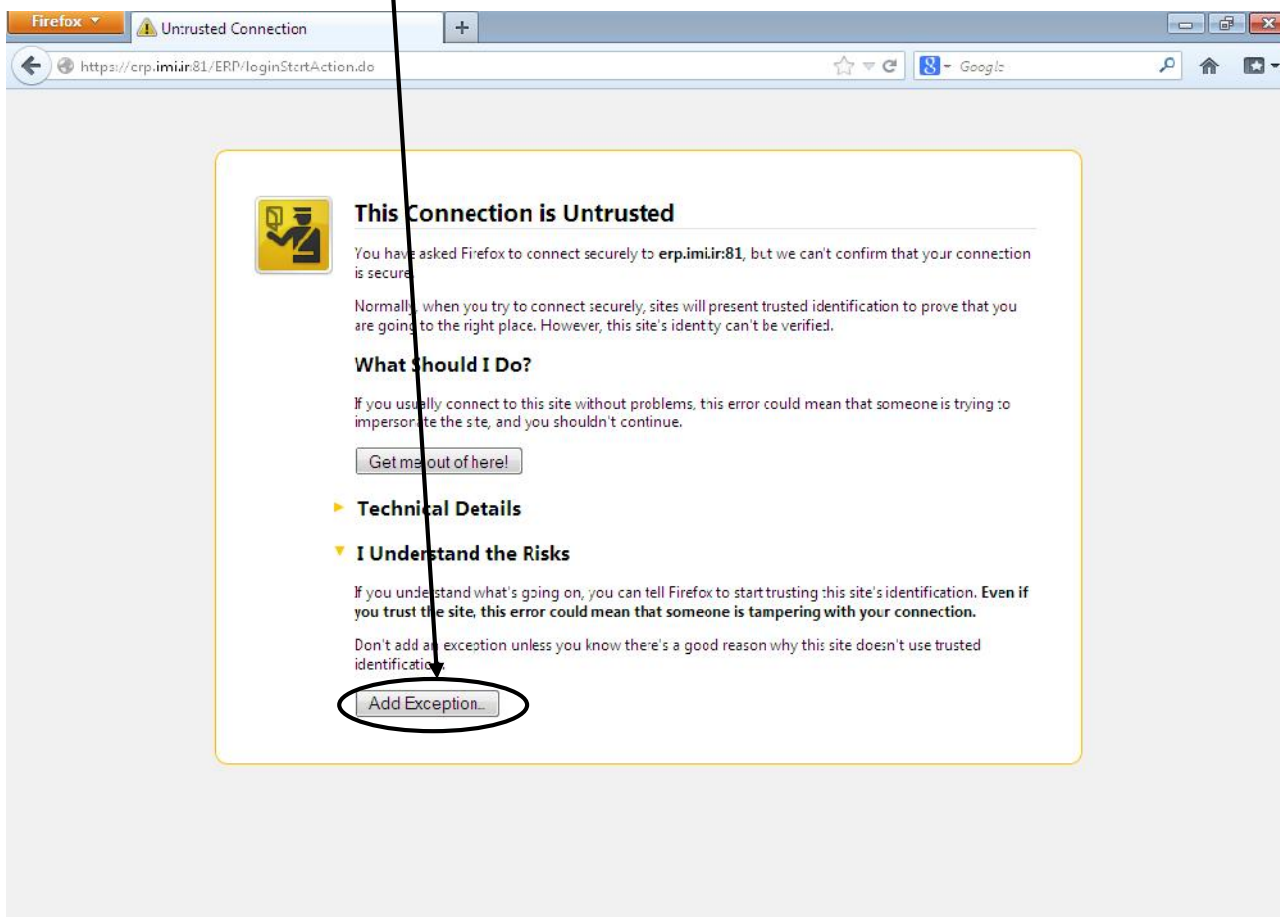 Firefox
Untrusted Connection
https://erp.imi.ir:81/ERP/loginStartAction.do
Google
This Connection is Untrusted
You have asked Firefox to connect securely to erp.imi.ir:81, but we can't confirm that your connection
is secure.
Normally, when you try to connect securely, sites will present trusted identification to prove that you
are going to the right place. However, this site's identity can't be verified.
What Should I Do?
If you usually connect to this site without problems, this error could mean that someone is trying to
impersonate the site, and you shouldn't continue.
Get me out of here!
Technical Details
I Understand the Risks
If you understand what's going on, you can tell Firefox to start trusting this site's identification. Even if
you trust the site, this error could mean that someone is tampering with your connection.
Don't add an exception unless you know there's a good reason why this site doesn't use trusted
identification.
Add Exception...